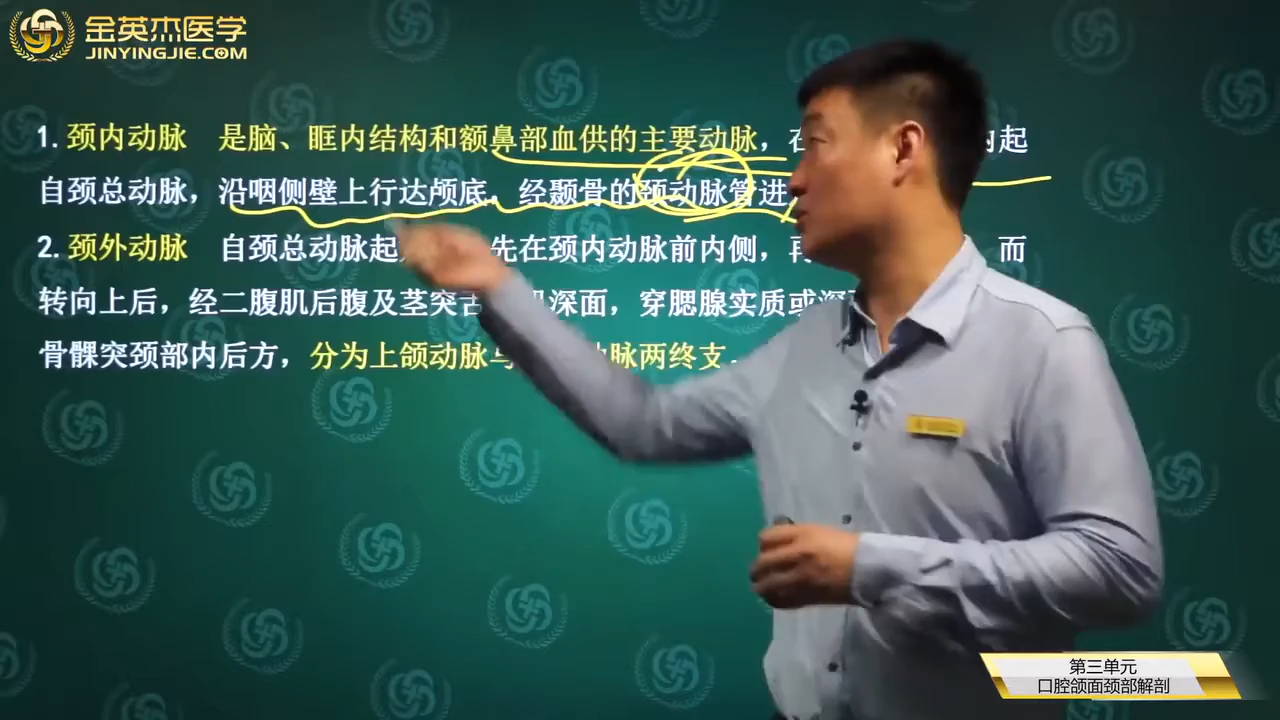 金英杰医学
JINYINGJIE.COM
1. 颈内动脉 是脑、眶内结构和额鼻部血供的主要动脉，在 内起
自颈总动脉，沿咽侧壁上行达颅底，经颞骨的颈动脉管进
2. 颈外动脉 自颈总动脉起 先在颈内动脉前内侧，再 而
转向上后，经二腹肌后腹及茎突舌 深面，穿腮腺实质或深
骨髁突颈部内后方，分为上颌动脉与 动脉两终支
第三单元
口腔颌面颈部解剖